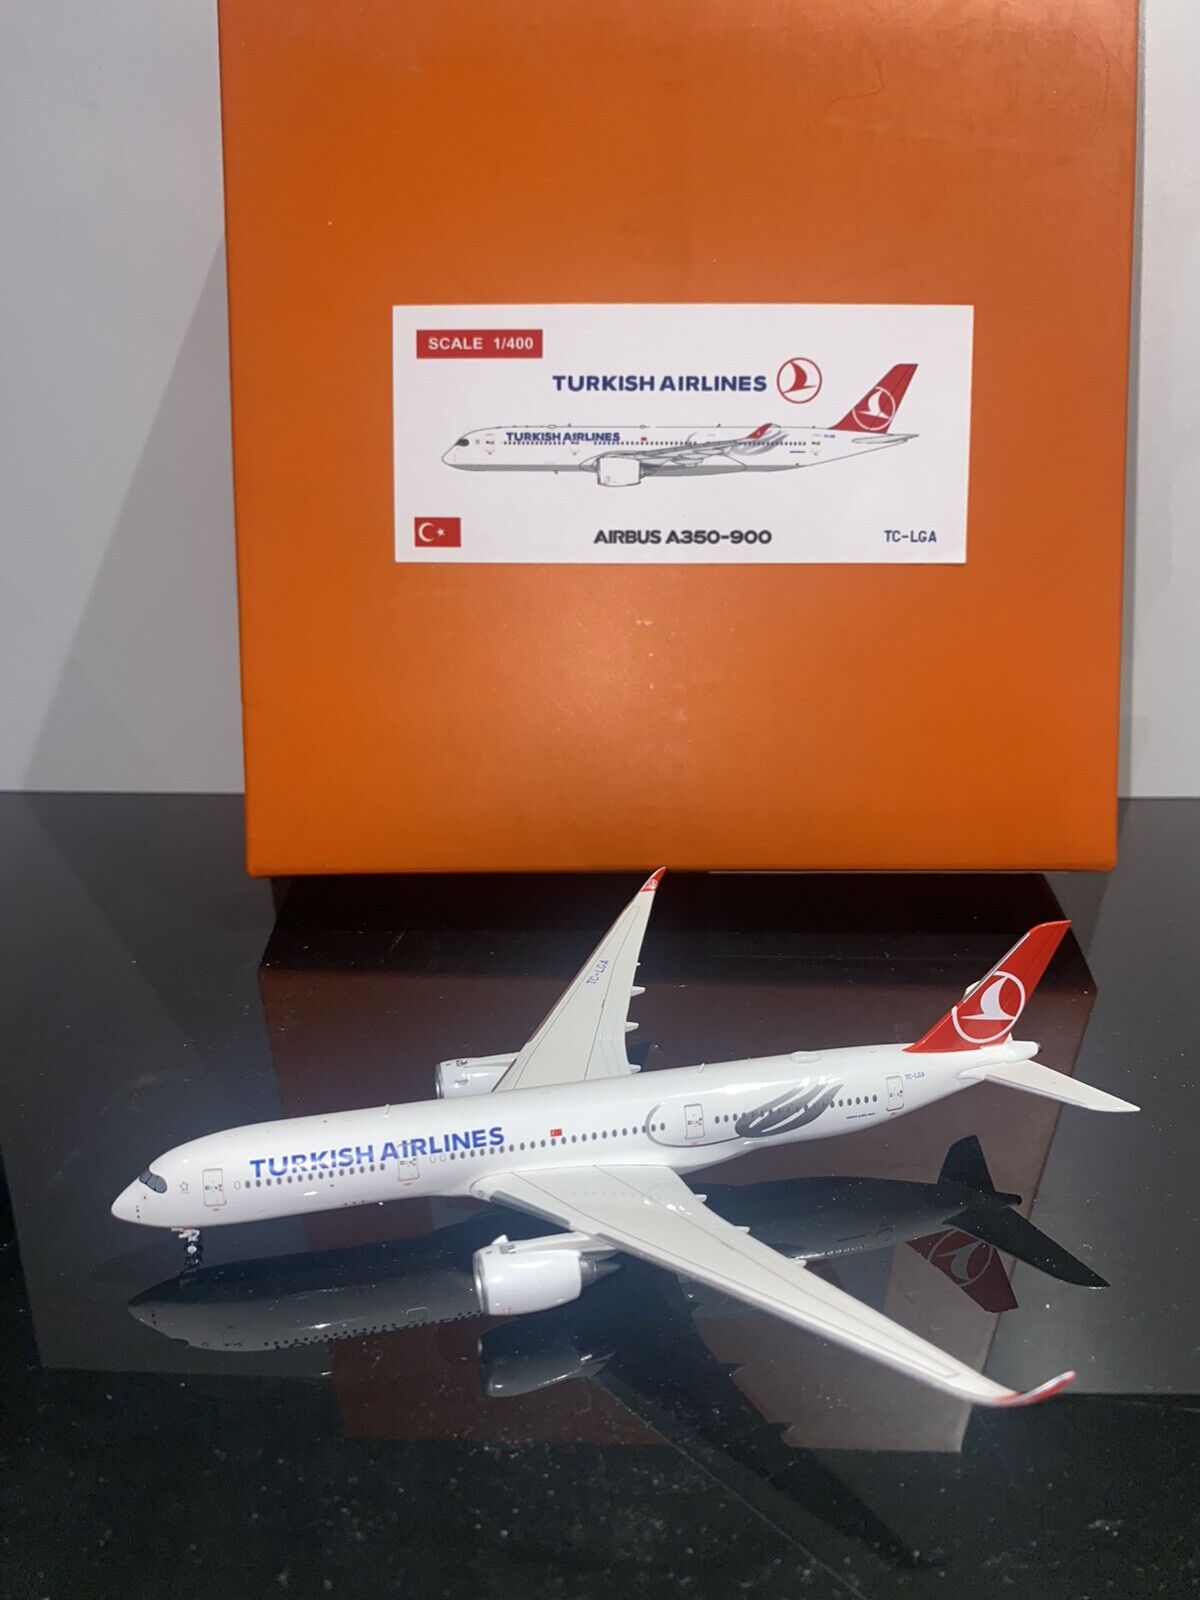 SCALE 1/400
TURKISH AIRLINES
TURKISH AIRLINES
AIRBUS A350-900
TC-LGA
TC-LGA
TC-LGA
TURKISH AIRLINES